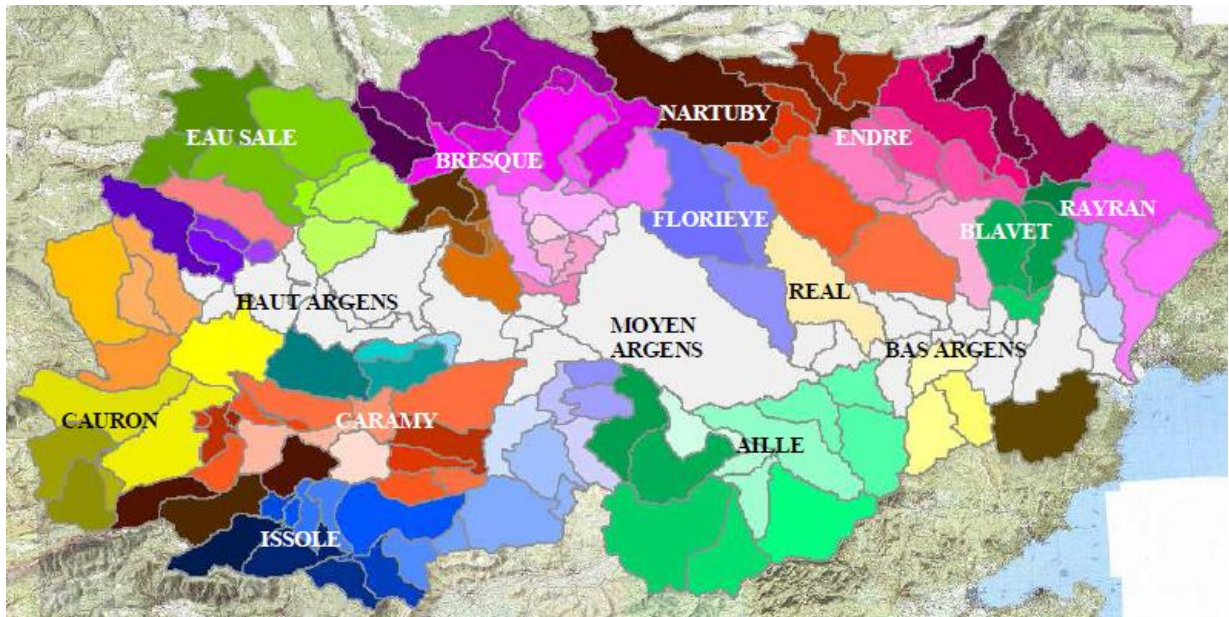 NARTUBY
EAU SALE
ENDRE
BRESQUE
RAYRAN
FLORIEYE
BLAVET
REAL
HAUT ARGENS
MOYEN
ARGENS
BAS ARGENS
CAURON
CARAMY
AILLE
ISSOLE